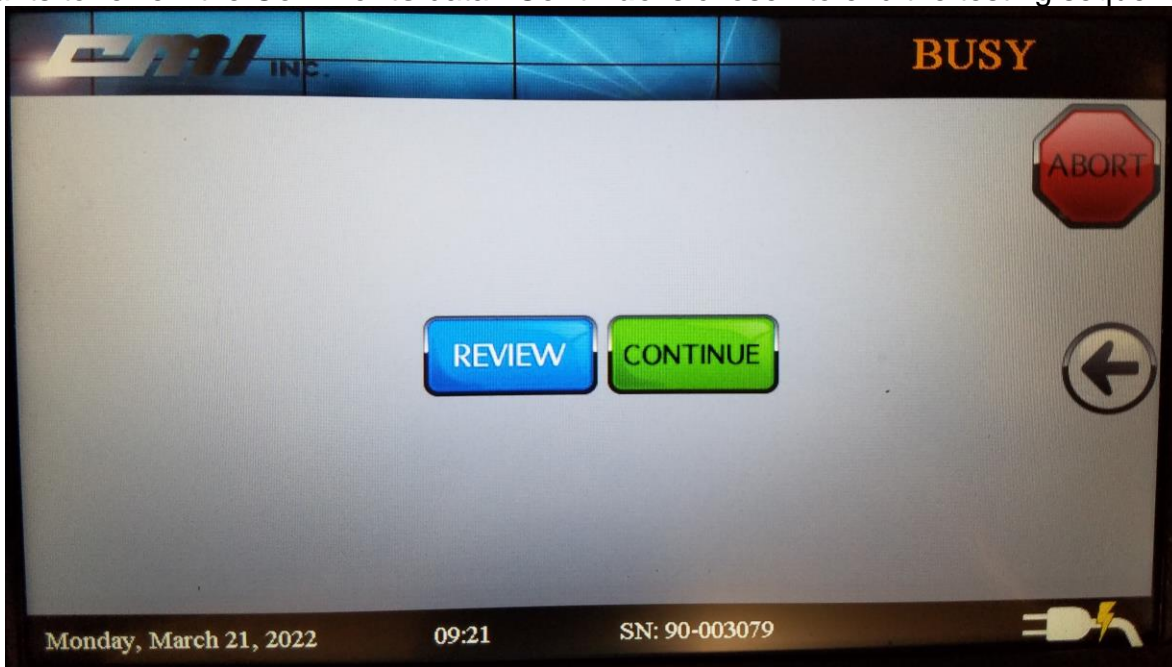 CMI INC.
BUSY
ABORT
REVIEW CONTINUE
Monday, March 21, 2022 09:21 SN: 90-003079